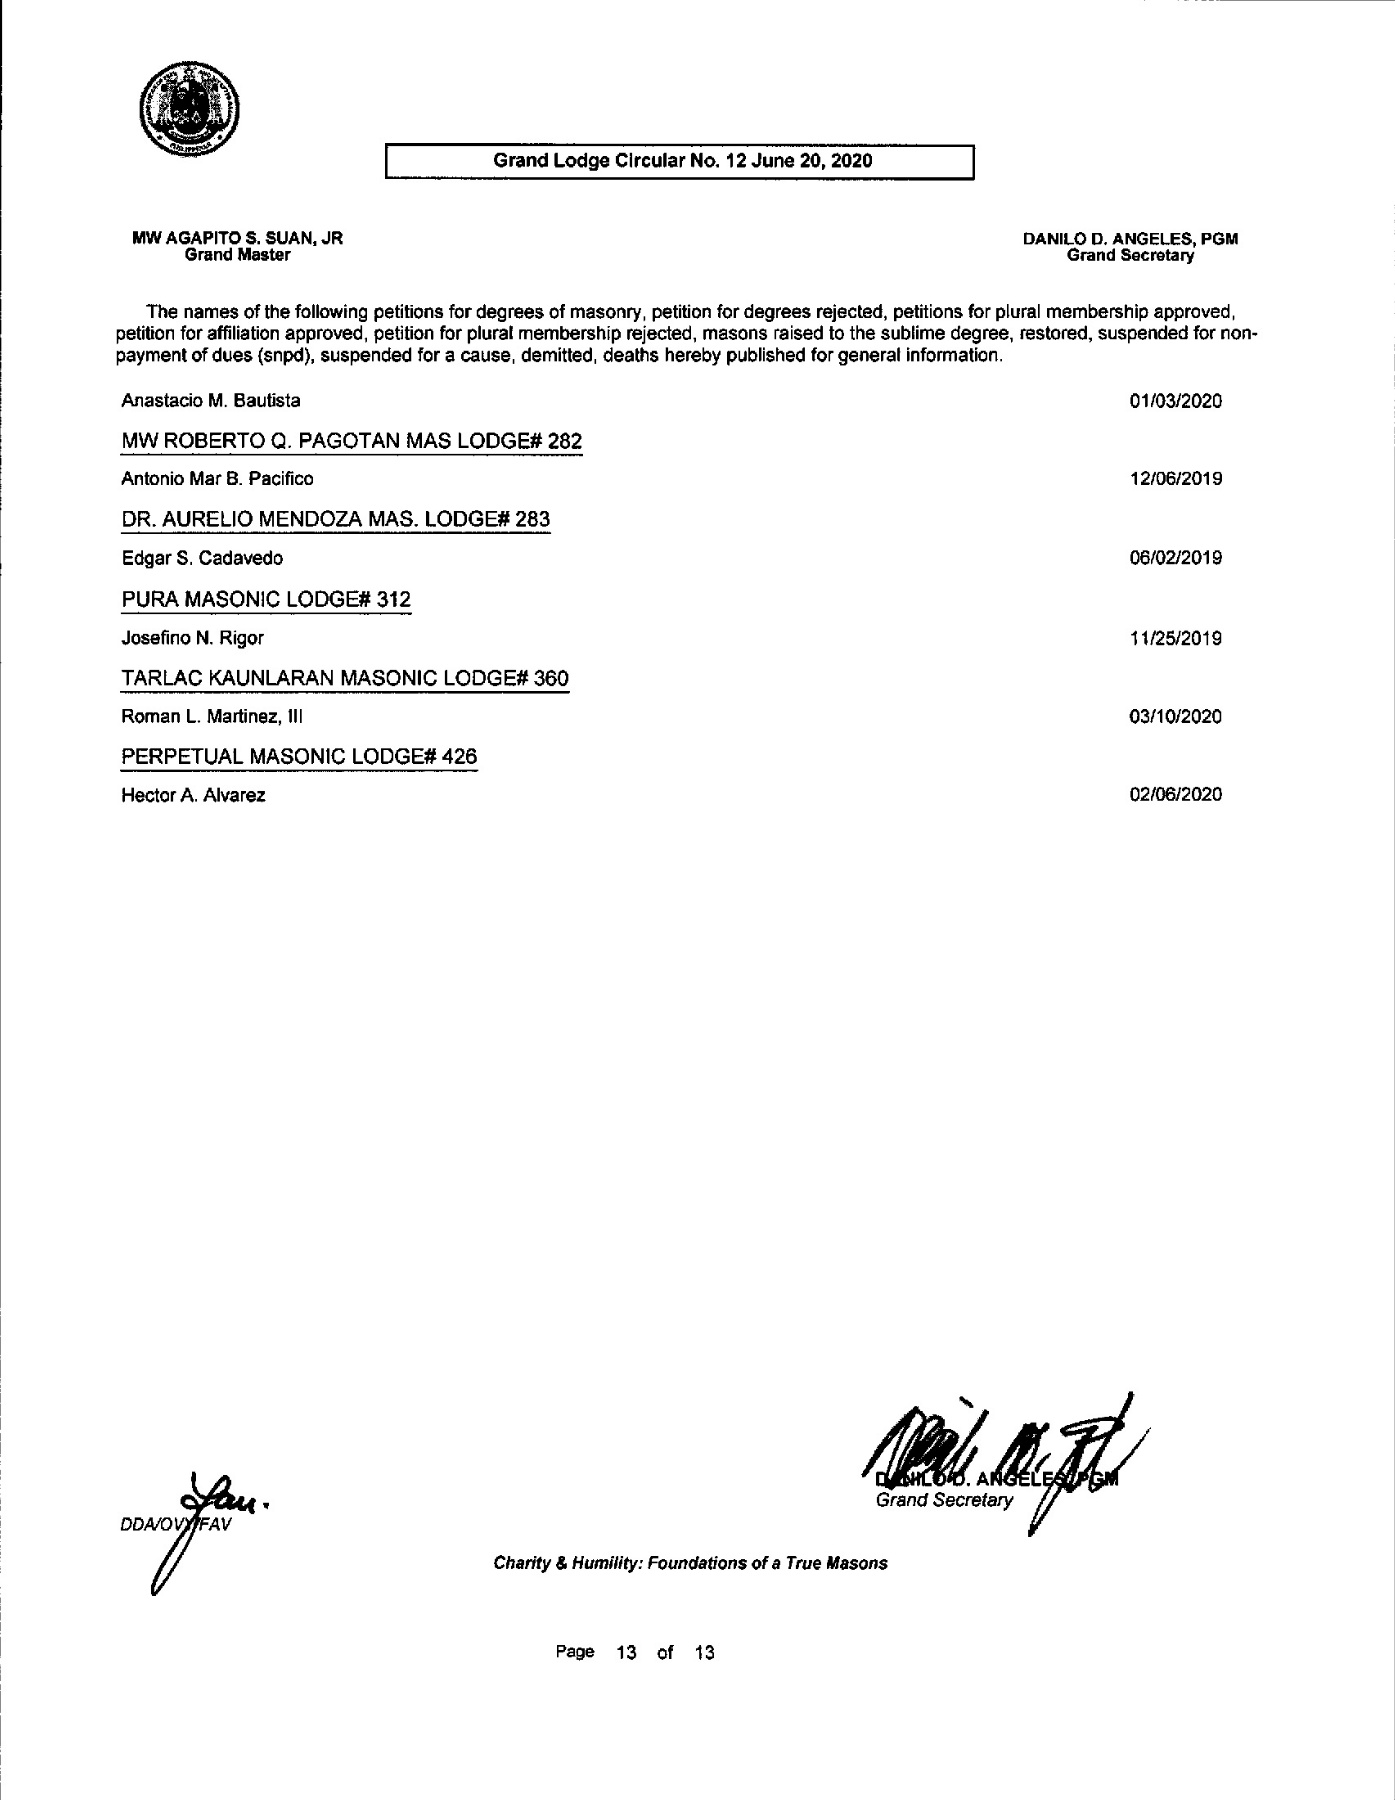 PHILIPPINES
Grand Lodge Circular No. 12 June 20, 2020
MW AGAPITO S. SUAN, JR
Grand Master
DANILO D. ANGELES, PGM
Grand Secretary
The names of the following petitions for degrees of masonry, petition for degrees rejected, petitions for plural membership approved,
petition for affiliation approved, petition for plural membership rejected, masons raised to the sublime degree, restored, suspended for non-
payment of dues (snpd), suspended for a cause, demitted, deaths hereby published for general information.
Anastacio M. Bautista 01/03/2020
MW ROBERTO Q. PAGOTAN MAS LODGE# 282
Antonio Mar B. Pacifico 12/06/2019
DR. AURELIO MENDOZA MAS. LODGE# 283
Edgar S. Cadavedo 06/02/2019
PURA MASONIC LODGE# 312
Josefino N. Rigor 11/25/2019
TARLAC KAUNLARAN MASONIC LODGE# 360
Roman L. Martinez, III 03/10/2020
PERPETUAL MASONIC LODGE# 426
Hector A. Alvarez 02/06/2020
DANILO D. ANGELES, PGM
Grand Secretary
DDA/OVY/FAV
Charity & Humility: Foundations of a True Masons
Page 13 of 13